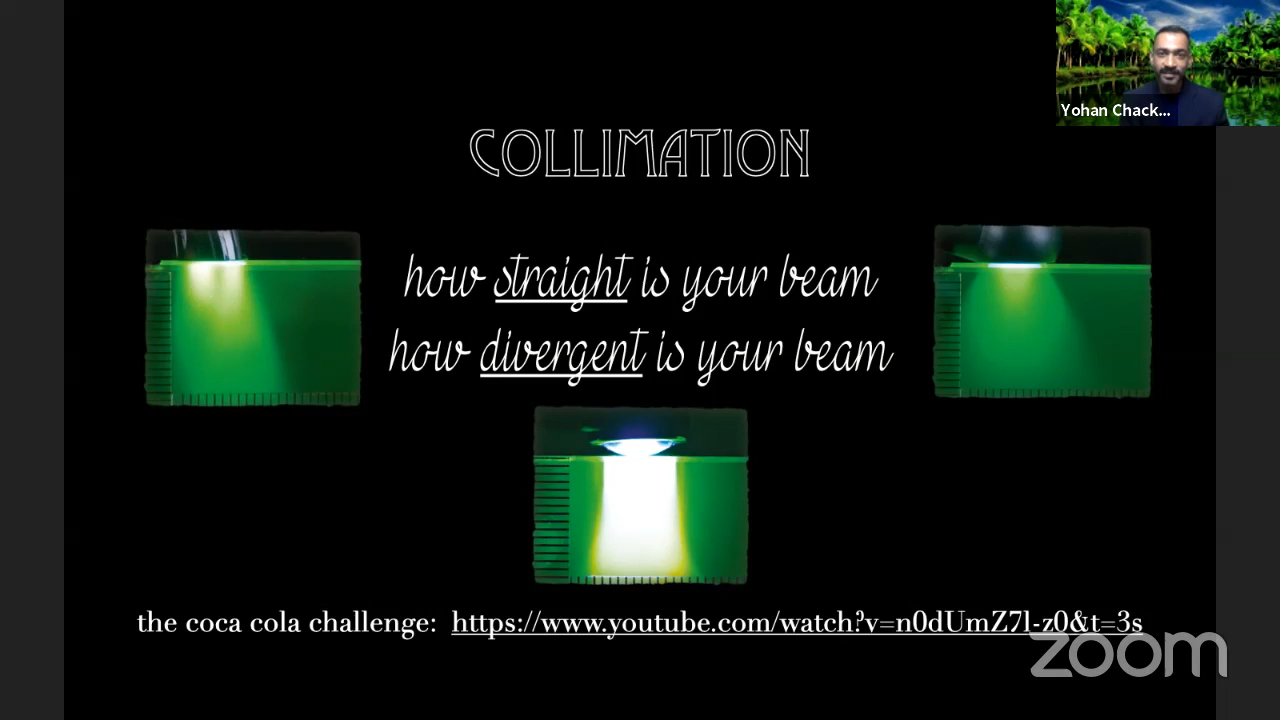 Yohan Chack...
COLLIMATION
how straight is your beam
how divergent is your beam
the coca cola challenge: https://www.youtube.com/watch?v=n0dUmZ7l-z0&t=3s
zoom